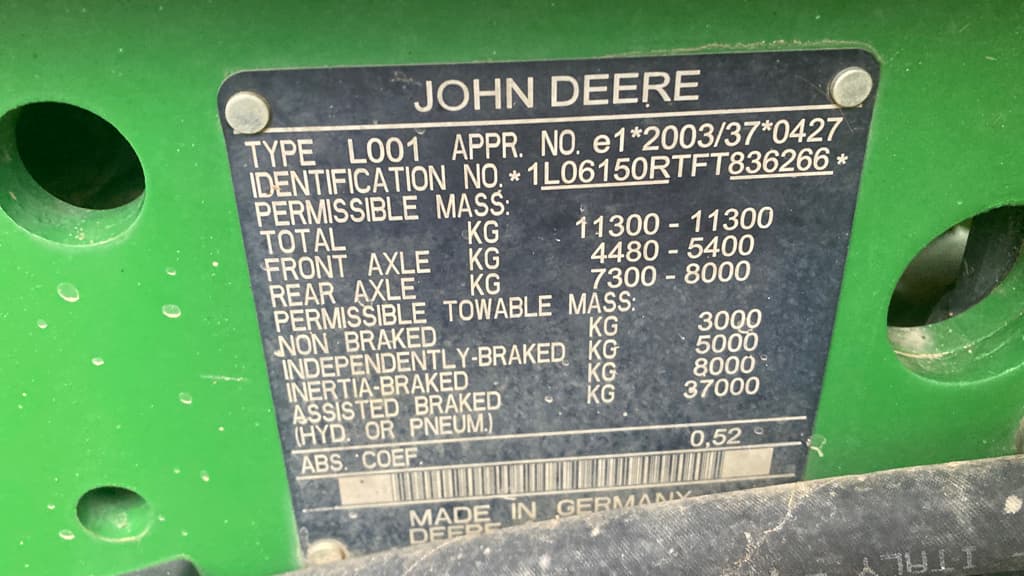 JOHN DEERE
TYPE L001 APPR. NO. e1*2003/37*0427
IDENTIFICATION NO. *1L06150RTFT836266*
PERMISSIBLE MASS:
TOTAL KG 11300 - 11300
FRONT AXLE KG 4480 - 5400
REAR AXLE KG 7300 - 8000
PERMISSIBLE TOWABLE MASS:
NON BRAKED KG 3000
INDEPENDENTLY-BRAKED KG 5000
INERTIA-BRAKED KG 8000
ASSISTED BRAKED KG 37000
(HYD. OR PNEUM.)
ABS. COEF. 0,52
MADE IN GERMANY
DEERE
ITALY